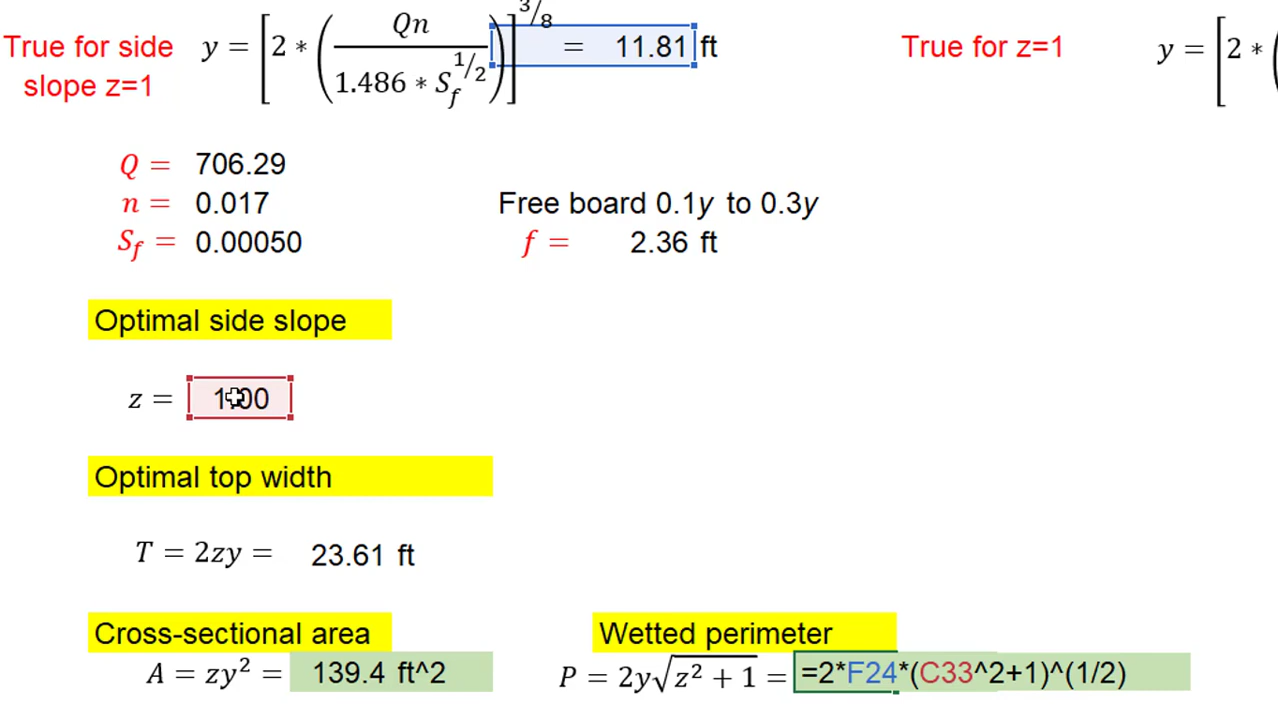 True for side slope z=1 y = [2 * (Qn / 1.486 * S_f^1/2)]^3/8 = 11.81 ft True for z=1 y = [2 * (
Q = 706.29
n = 0.017 Free board 0.1y to 0.3y
S_f = 0.00050 f = 2.36 ft
Optimal side slope
z = 1.00
Optimal top width
T = 2zy = 23.61 ft
Cross-sectional area Wetted perimeter
A = zy² = 139.4 ft^2 P = 2y√(z² + 1) = =2*F24*(C33^2+1)^(1/2)